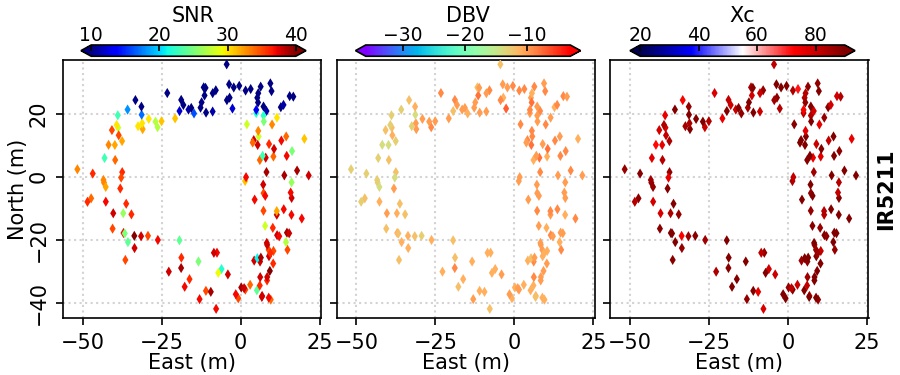 SNR DBV Xc
10 20 30 40 −30 −20 −10 20 40 60 80
North (m)
20
0
−20
−40
−50 −25 0 25 −50 −25 0 25 −50 −25 0 25
East (m) East (m) East (m)
IR5211